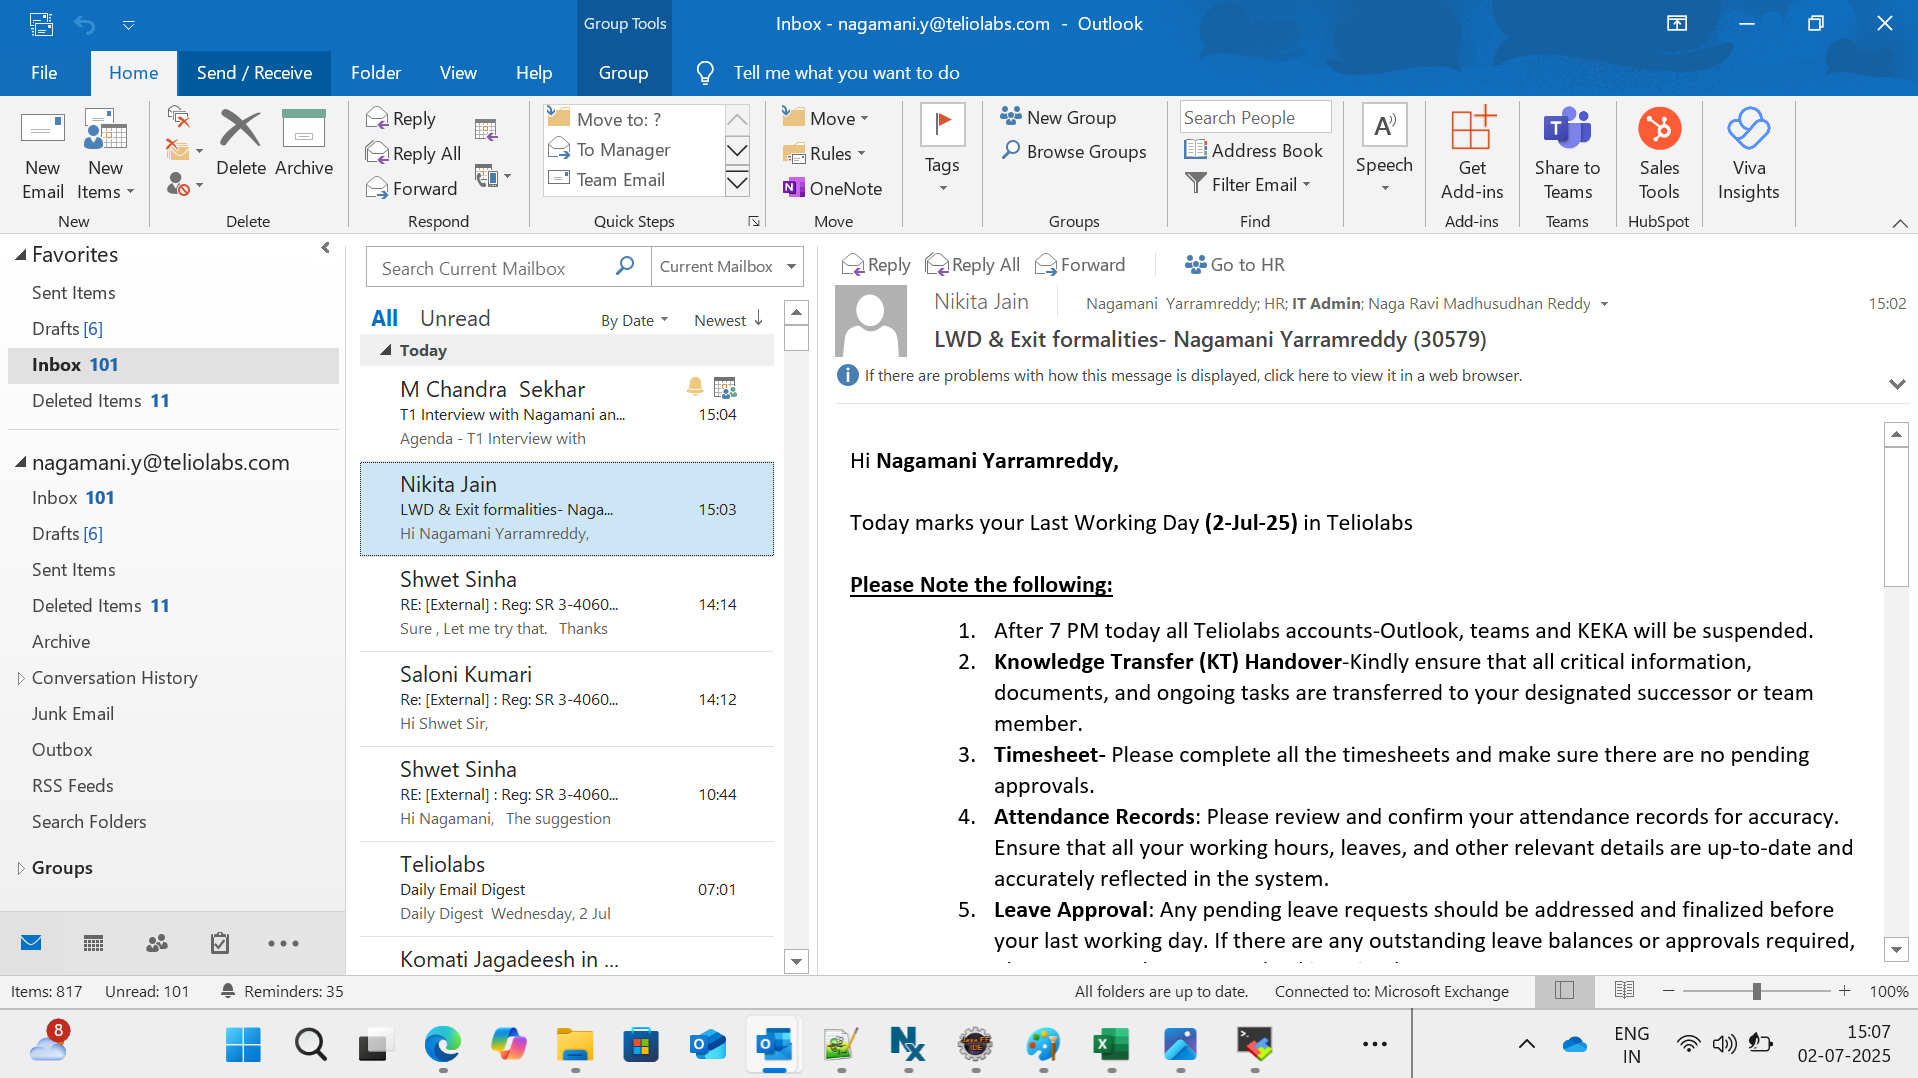 Group Tools
Inbox - nagamani.y@teliolabs.com - Outlook
File
Home
Send / Receive
Folder
View
Help
Group
Tell me what you want to do
New Email
New Items
New
Delete
Archive
Delete
Reply
Reply All
Forward
Respond
Move to: ?
To Manager
Team Email
Quick Steps
Move
Rules
OneNote
Move
Tags
New Group
Browse Groups
Groups
Search People
Address Book
Filter Email
Find
Speech
Get Add-ins
Add-ins
Share to Teams
Teams
Sales Tools
HubSpot
Viva Insights
Favorites
Sent Items
Drafts [6]
Inbox 101
Deleted Items 11
nagamani.y@teliolabs.com
Inbox 101
Drafts [6]
Sent Items
Deleted Items 11
Archive
Conversation History
Junk Email
Outbox
RSS Feeds
Search Folders
Groups
Search Current Mailbox
Current Mailbox
All
Unread
By Date
Newest
Today
M Chandra Sekhar
T1 Interview with Nagamani an... 15:04
Agenda - T1 Interview with
Nikita Jain
LWD & Exit formalities- Naga... 15:03
Hi Nagamani Yarramreddy,
Shwet Sinha
RE: [External] : Reg: SR 3-4060... 14:14
Sure , Let me try that. Thanks
Saloni Kumari
Re: [External] : Reg: SR 3-4060... 14:12
Hi Shwet Sir,
Shwet Sinha
RE: [External] : Reg: SR 3-4060... 10:44
Hi Nagamani, The suggestion
Teliolabs
Daily Email Digest 07:01
Daily Digest Wednesday, 2 Jul
Komati Jagadeesh in ...
Reply
Reply All
Forward
Go to HR
Nikita Jain
Nagamani Yarramreddy; HR; IT Admin; Naga Ravi Madhusudhan Reddy
15:02
LWD & Exit formalities- Nagamani Yarramreddy (30579)
If there are problems with how this message is displayed, click here to view it in a web browser.
Hi Nagamani Yarramreddy,
Today marks your Last Working Day (2-Jul-25) in Teliolabs
Please Note the following:
1. After 7 PM today all Teliolabs accounts-Outlook, teams and KEKA will be suspended.
2. Knowledge Transfer (KT) Handover-Kindly ensure that all critical information,
documents, and ongoing tasks are transferred to your designated successor or team
member.
3. Timesheet- Please complete all the timesheets and make sure there are no pending
approvals.
4. Attendance Records: Please review and confirm your attendance records for accuracy.
Ensure that all your working hours, leaves, and other relevant details are up-to-date and
accurately reflected in the system.
5. Leave Approval: Any pending leave requests should be addressed and finalized before
your last working day. If there are any outstanding leave balances or approvals required,
Items: 817
Unread: 101
Reminders: 35
All folders are up to date.
Connected to: Microsoft Exchange
100%
8
ENG
IN
15:07
02-07-2025